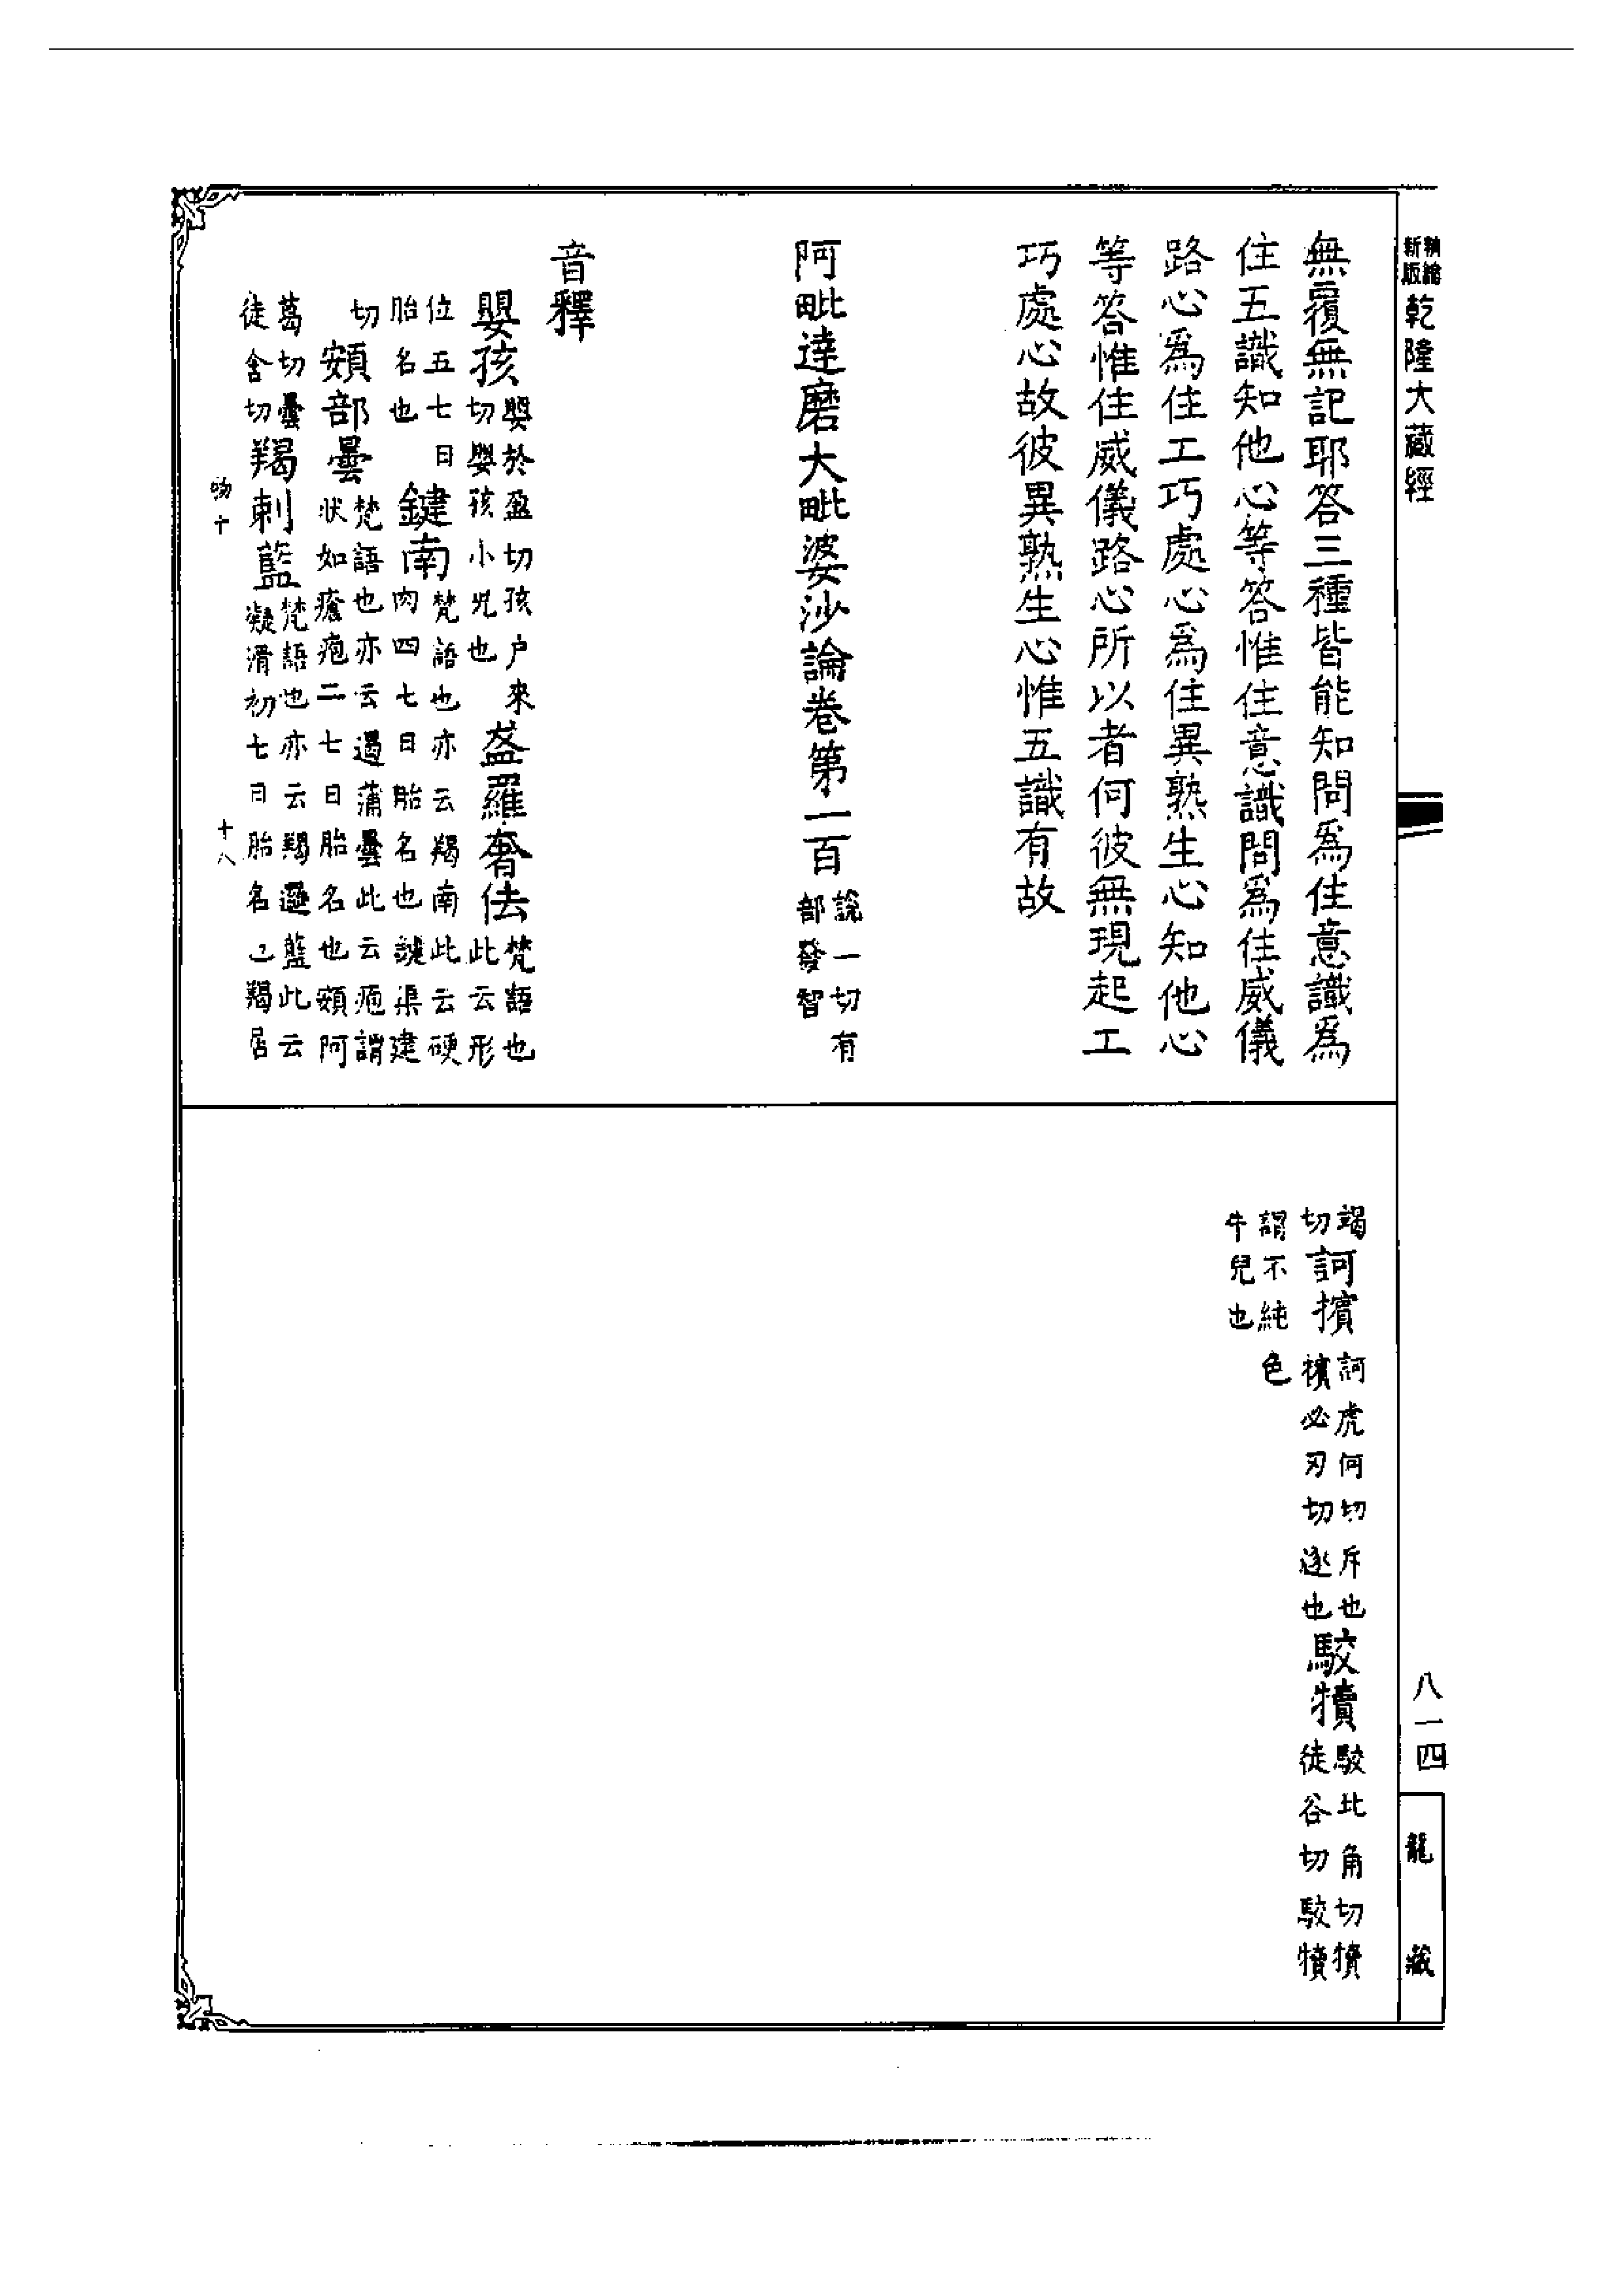 精繕
新版
乾隆大藏經
無覆無記耶答三種皆能知問爲住意識爲
住五識知他心等答惟住意識問爲住威儀
路心爲住工巧處心爲住異熟生心知他心
等答惟住威儀路心所以者何彼無現起工
巧處心故彼異熟生心惟五識有故
阿毗達磨大毗婆沙論卷第一百
說一切有
部發智
音釋
嬰孩
嬰於盈切孩户來
切嬰孩小兒也
羅奢佉
梵語也
此云形
位五七日
胎名也
鍵南
梵語也亦云羯南此云硬
肉四七日胎名也鍵渠建
切
頞部曇
梵語也亦云遏蒲曇此云疱謂
狀如瘡疱二七日胎名也頞阿
葛切曇
徒含切
羯剌藍
梵語也亦云羯邏藍此云
凝滑初七日胎名也羯居
十
十八
竭
切
訶擯
訶虎何切斥也
擯必刃切逐也
駁犢
駁北角切犢
徒谷切駁犢
謂不純色
牛兒也
八一四
龍藏